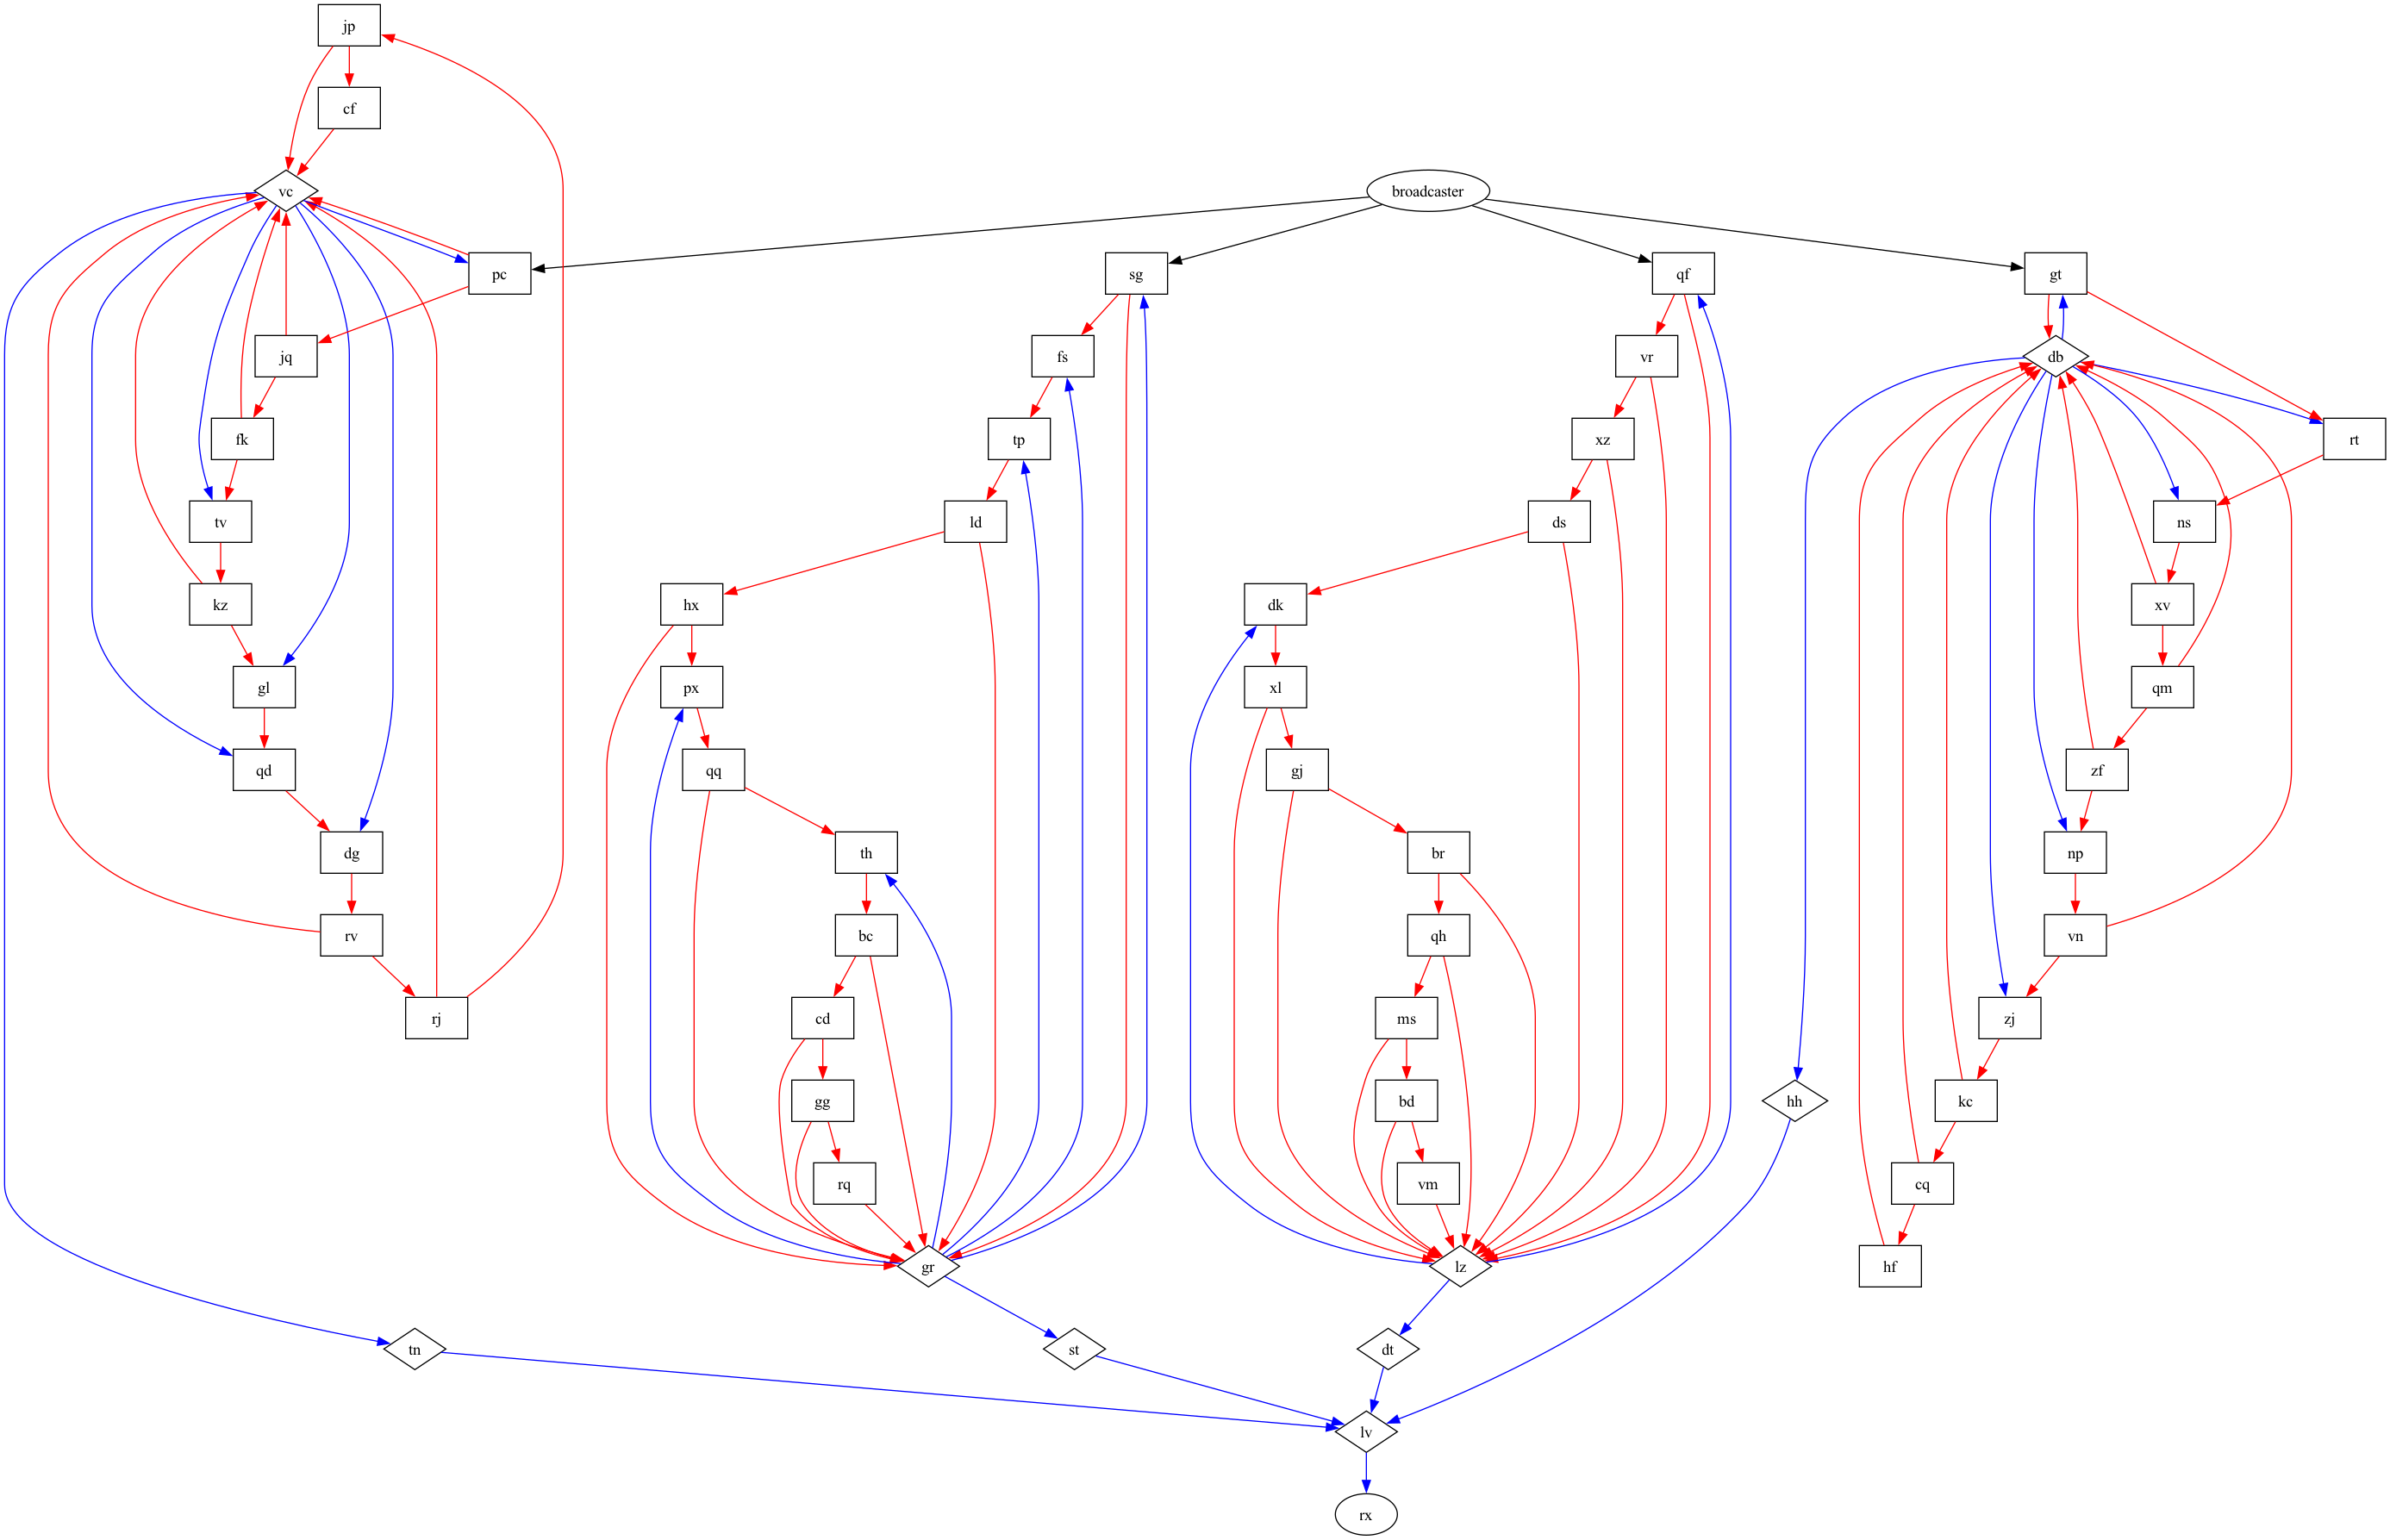 jp
cf
vc
broadcaster
pc
sg
qf
gt
jq
fs
vr
db
fk
tp
xz
rt
tv
ld
ds
ns
kz
hx
dk
xv
gl
px
xl
qm
qd
qq
gj
zf
dg
th
br
np
rv
bc
qh
vn
rj
cd
ms
zj
gg
bd
hh
kc
rq
vm
cq
gr
lz
hf
tn
st
dt
lv
rx